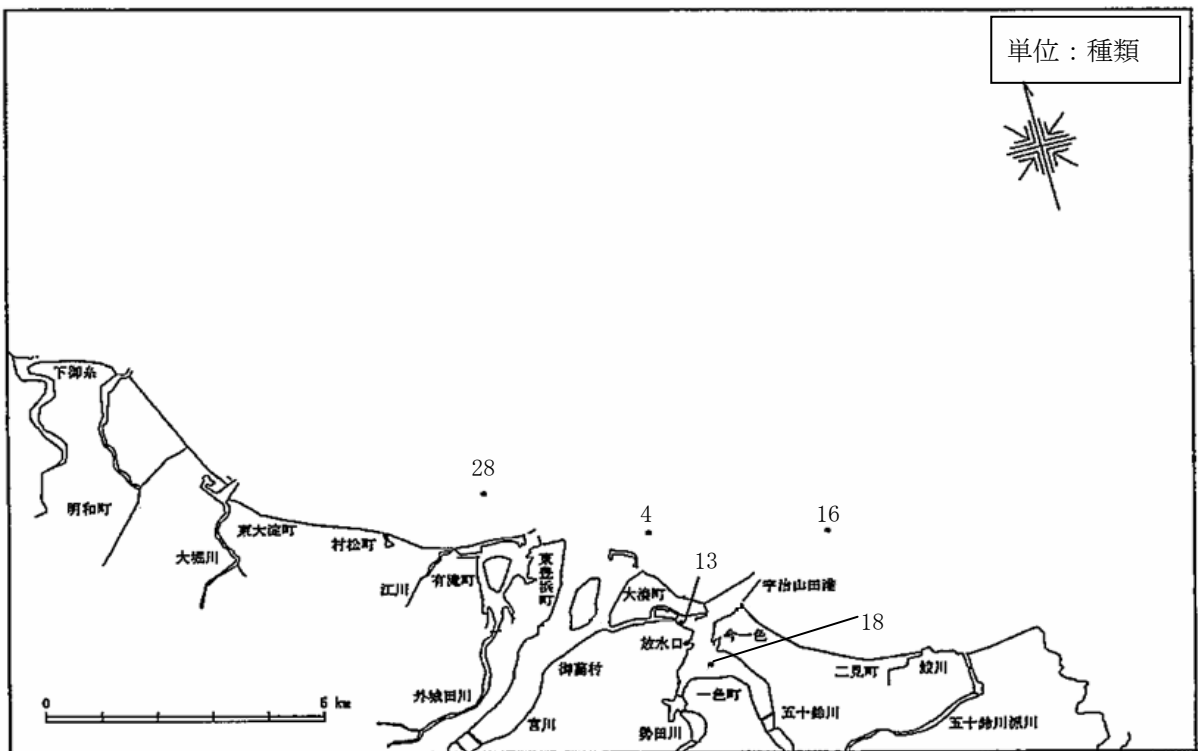 単位：種類
下御糸
28
4
16
明和町
東大淀町
村松町
大堀川
江川
有滝町
東豊浜町
大湊町
13
宇治山田港
放水口
今一色
18
御薗村
二見町
外城田川
一色町
宮川
勢田川
五十鈴川
五十鈴川派川
0
5 km